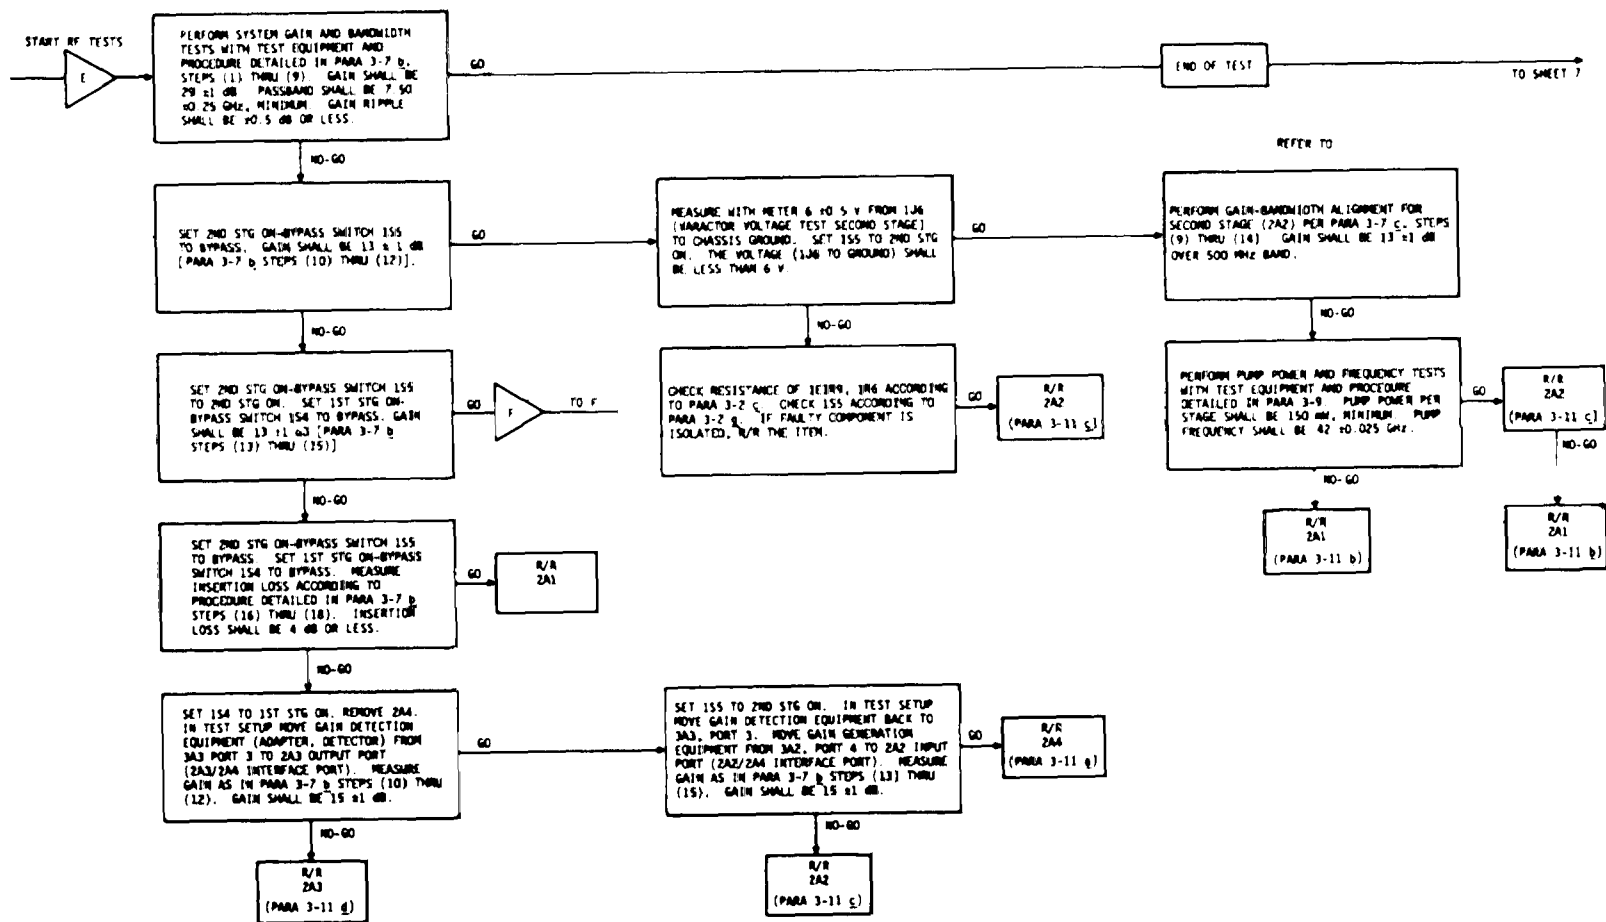 START RF TESTS
E
PERFORM SYSTEM GAIN AND BANDWIDTH
TESTS WITH TEST EQUIPMENT AND
PROCEDURE DETAILED IN PARA 3-7 b,
STEPS (1) THRU (9). GAIN SHALL BE
29 ±1 dB PASSBAND SHALL BE 7.50
±0.25 GHz, MINIMUM. GAIN RIPPLE
SHALL BE ±0.5 dB OR LESS.
GO
END OF TEST
TO SHEET 7
NO-GO
REFER TO
SET 2ND STG ON-BYPASS SWITCH 1S5
TO BYPASS. GAIN SHALL BE 13 ± 1 dB
[PARA 3-7 b STEPS (10) THRU (12)].
GO
MEASURE WITH METER 6 ±0 5 V FROM 1J6
(VARACTOR VOLTAGE TEST SECOND STAGE)
TO CHASSIS GROUND. SET 1S5 TO 2ND STG
ON. THE VOLTAGE (1J6 TO GROUND) SHALL
BE LESS THAN 6 V.
GO
PERFORM GAIN-BANDWIDTH ALIGNMENT FOR
SECOND STAGE (2A2) PER PARA 3-7 c, STEPS
(9) THRU (14) GAIN SHALL BE 13 ±1 dB
OVER 500 MHz BAND.
NO-GO
NO-GO
NO-GO
SET 2ND STG ON-BYPASS SWITCH 1S5
TO 2ND STG ON. SET 1ST STG ON-
BYPASS SWITCH 1S4 TO BYPASS. GAIN
SHALL BE 13 ±1 [PARA 3-7 b
STEPS (13) THRU (15)]
GO
F
TO F
CHECK RESISTANCE OF 1E1R9, 1R6 ACCORDING
TO PARA 3-2 c. CHECK 1S5 ACCORDING TO
PARA 3-2 g. IF FAULTY COMPONENT IS
ISOLATED, R/R THE ITEM.
GO
R/R
2A2
(PARA 3-11 c)
PERFORM PUMP POWER AND FREQUENCY TESTS
WITH TEST EQUIPMENT AND PROCEDURE
DETAILED IN PARA 3-9. PUMP POWER PER
STAGE SHALL BE 150 mW, MINIMUM. PUMP
FREQUENCY SHALL BE 42 ±0.025 GHz.
GO
R/R
2A2
(PARA 3-11 c)
NO-GO
NO-GO
NO-GO
R/R
2A1
(PARA 3-11 b)
R/R
2A1
(PARA 3-11 b)
SET 2ND STG ON-BYPASS SWITCH 1S5
TO BYPASS. SET 1ST STG ON-BYPASS
SWITCH 1S4 TO BYPASS. MEASURE
INSERTION LOSS ACCORDING TO
PROCEDURE DETAILED IN PARA 3-7 b
STEPS (16) THRU (18). INSERTION
LOSS SHALL BE 4 dB OR LESS.
GO
R/R
2A1
NO-GO
SET 1S4 TO 1ST STG ON, REMOVE 2A4.
IN TEST SETUP MOVE GAIN DETECTION
EQUIPMENT (ADAPTER, DETECTOR) FROM
3A3 PORT 3 TO 2A3 OUTPUT PORT
(2A3/2A4 INTERFACE PORT). MEASURE
GAIN AS IN PARA 3-7 b STEPS (10) THRU
(12). GAIN SHALL BE 15 ±1 dB.
GO
SET 1S5 TO 2ND STG ON. IN TEST SETUP
MOVE GAIN DETECTION EQUIPMENT BACK TO
3A3, PORT 3. MOVE GAIN GENERATION
EQUIPMENT FROM 3A2, PORT 4 TO 2A2 INPUT
PORT (2A2/2A4 INTERFACE PORT). MEASURE
GAIN AS IN PARA 3-7 b STEPS (13) THRU
(15). GAIN SHALL BE 15 ±1 dB.
GO
R/R
2A4
(PARA 3-11 e)
NO-GO
NO-GO
R/R
2A3
(PARA 3-11 d)
R/R
2A2
(PARA 3-11 c)